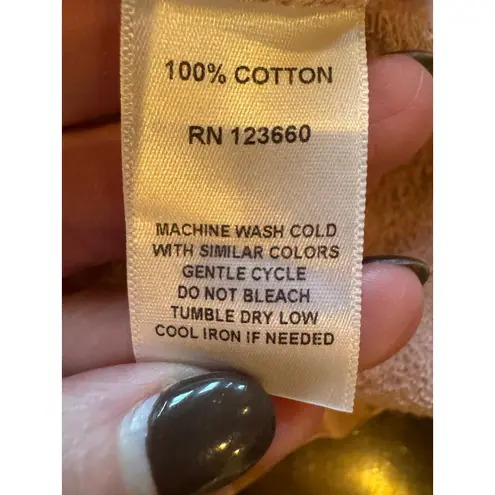 100% COTTON
RN 123660
MACHINE WASH COLD
WITH SIMILAR COLORS
GENTLE CYCLE
DO NOT BLEACH
TUMBLE DRY LOW
COOL IRON IF NEEDED